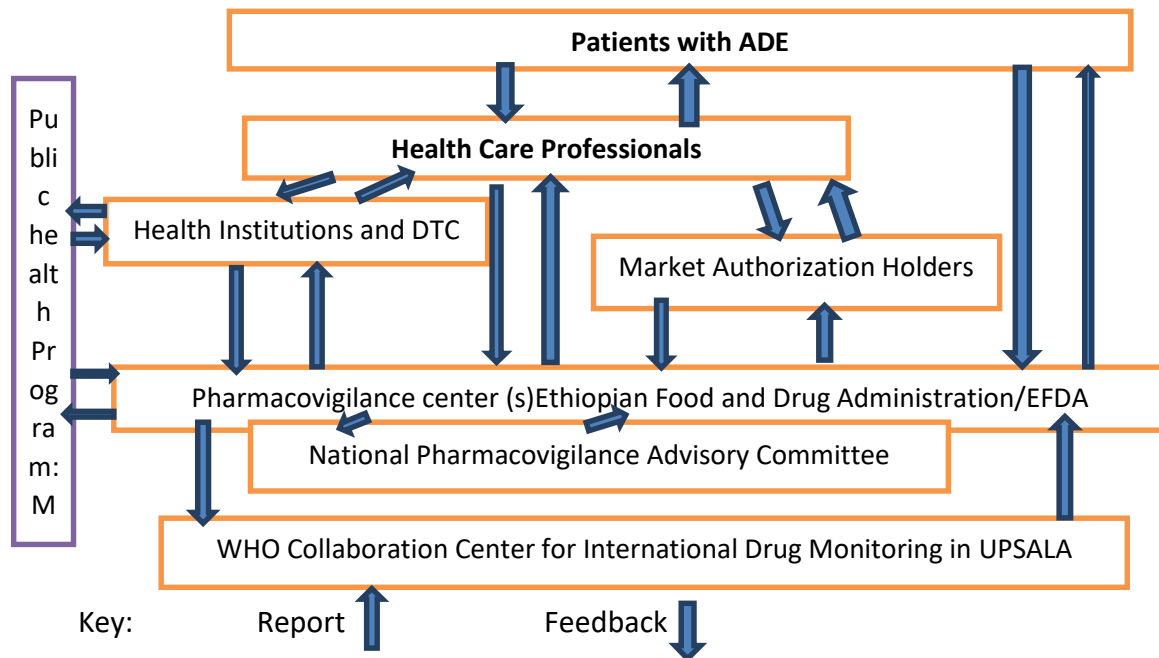 Patients with ADE
Pu
bli
c
he
alt
h
Pr
og
ra
m:
M
Health Care Professionals
Health Institutions and DTC
Market Authorization Holders
Pharmacovigilance center (s)Ethiopian Food and Drug Administration/EFDA
National Pharmacovigilance Advisory Committee
WHO Collaboration Center for International Drug Monitoring in UPSALA
Key: Report Feedback